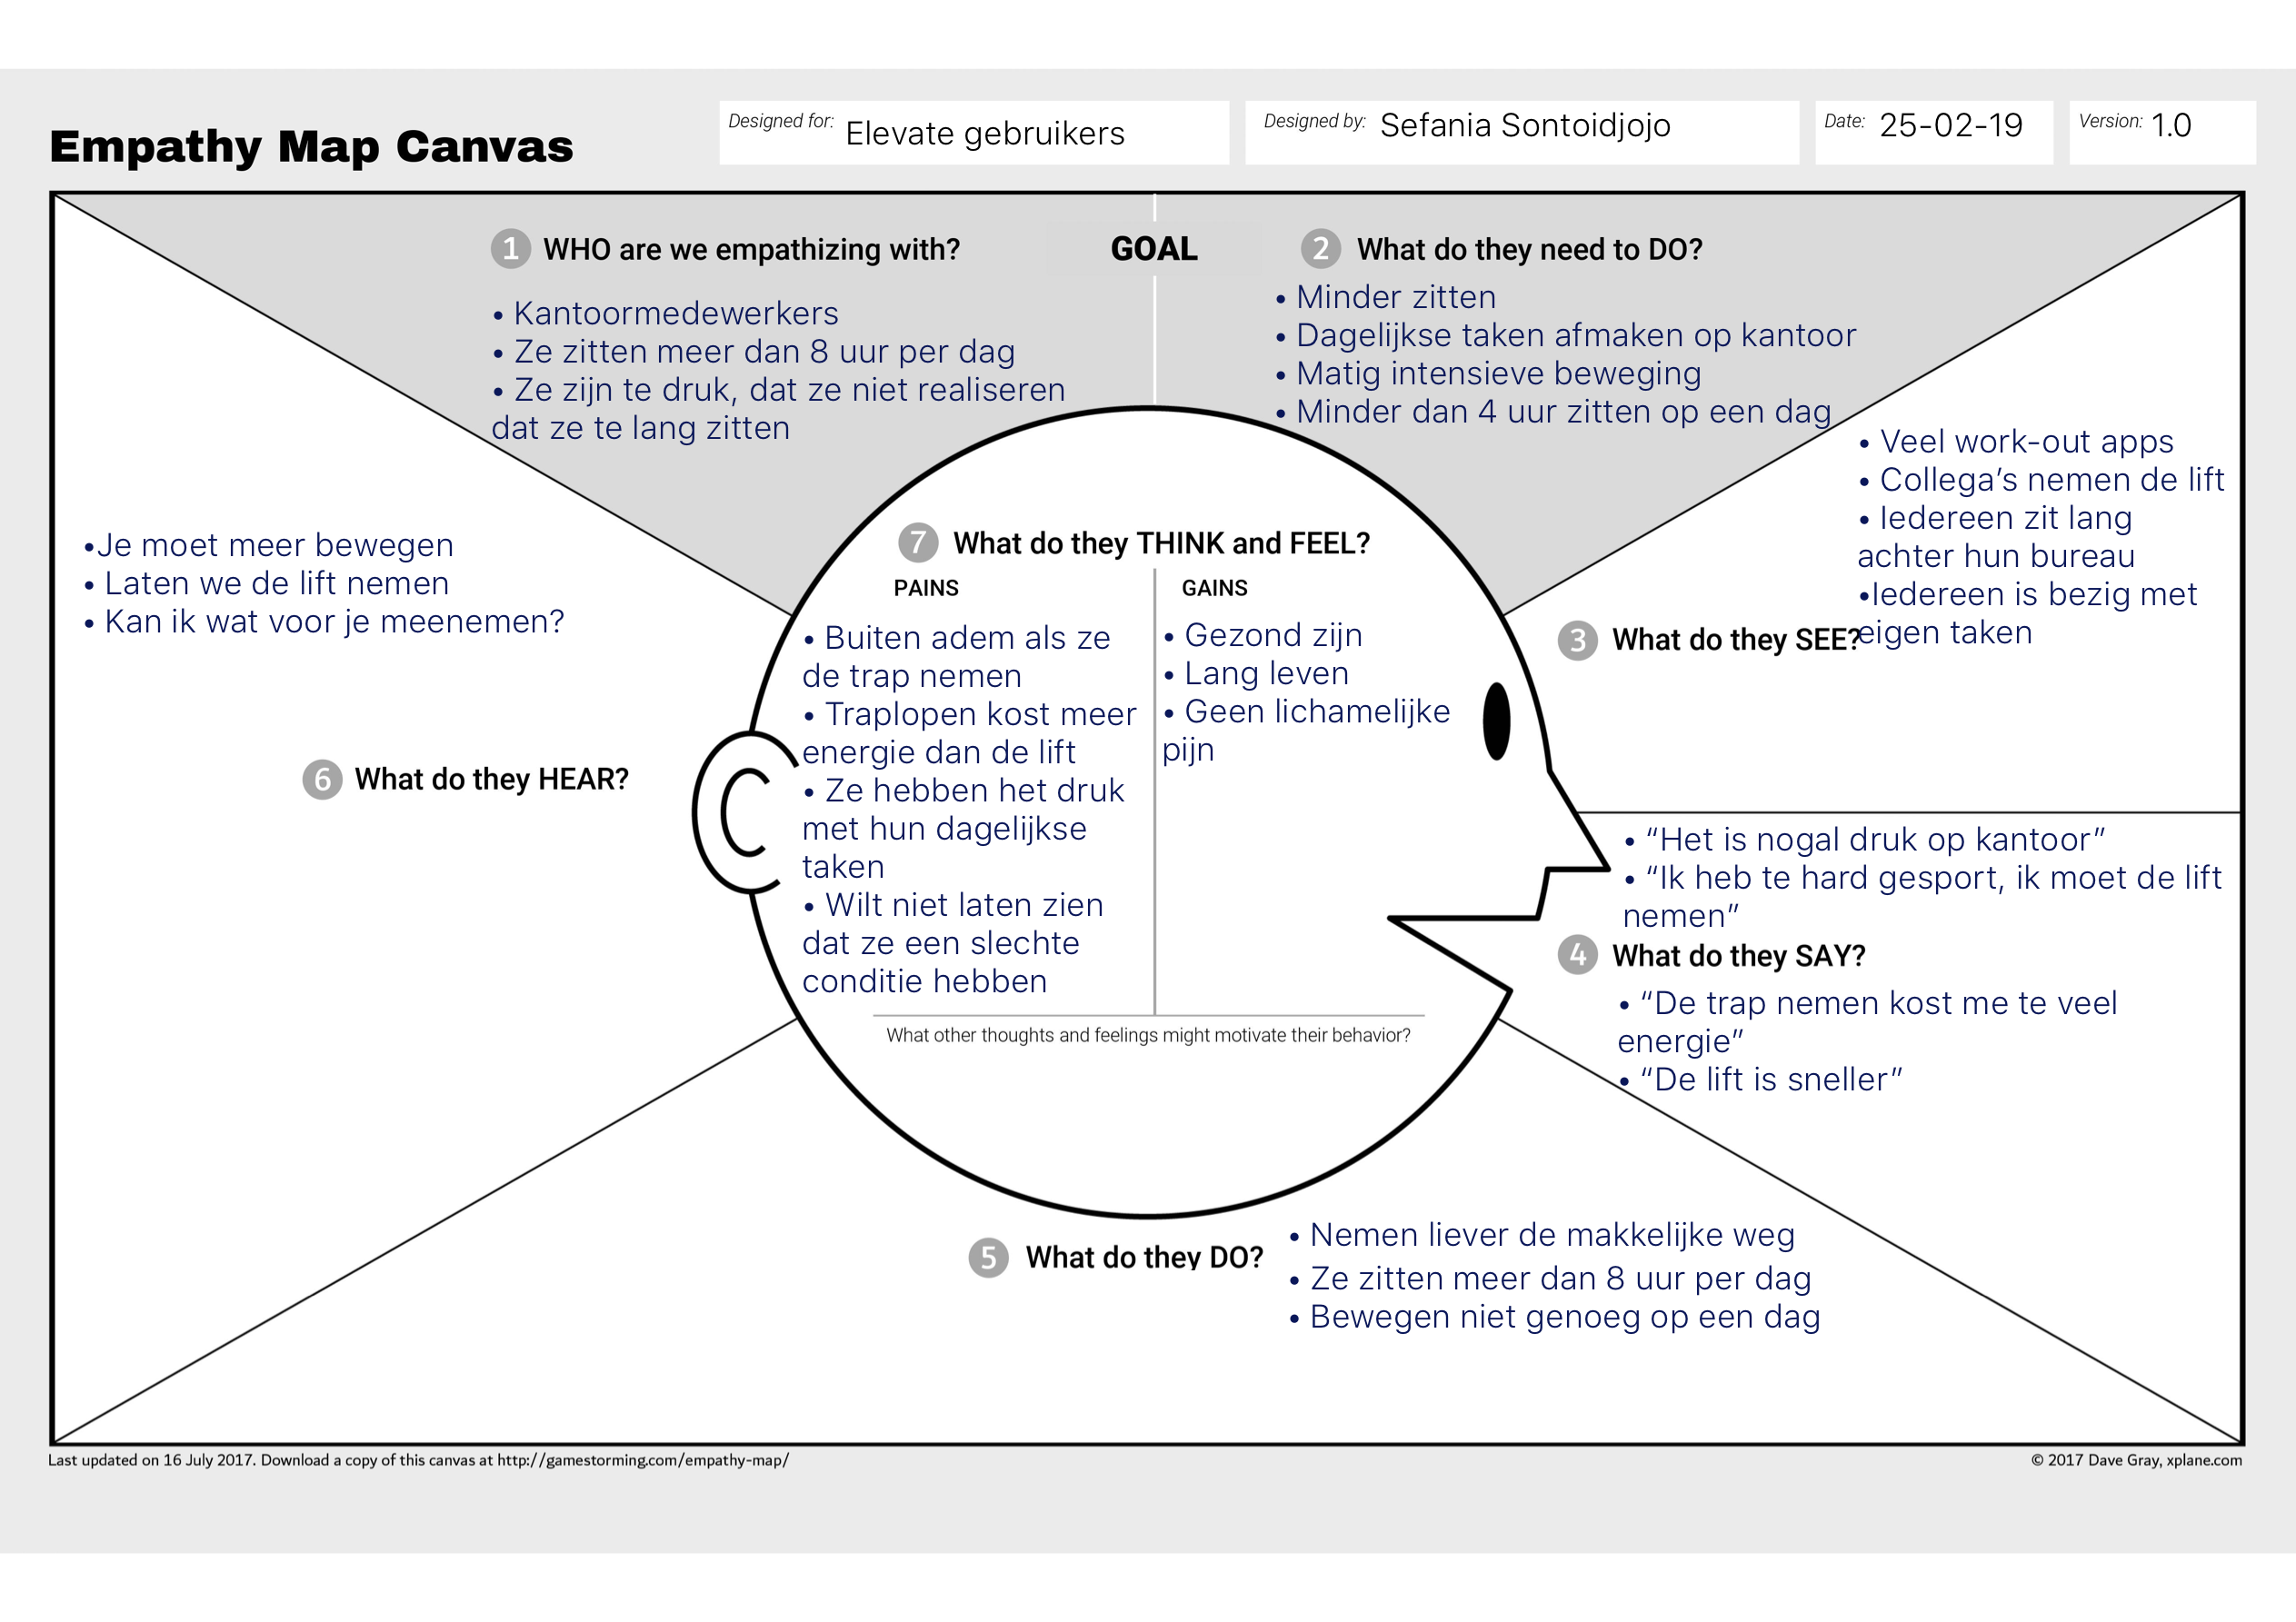 Empathy Map Canvas
Designed for: Elevate gebruikers
Designed by: Sefania Sontoidjojo
Date: 25-02-19
Version: 1.0
1 WHO are we empathizing with?
• Kantoormedewerkers
• Ze zitten meer dan 8 uur per dag
• Ze zijn te druk, dat ze niet realiseren
dat ze te lang zitten
GOAL
2 What do they need to DO?
• Minder zitten
• Dagelijkse taken afmaken op kantoor
• Matig intensieve beweging
• Minder dan 4 uur zitten op een dag
• Veel work-out apps
• Collega’s nemen de lift
• Iedereen zit lang
achter hun bureau
•Iedereen is bezig met
eigen taken
3 What do they SEE?
• “Het is nogal druk op kantoor”
• “Ik heb te hard gesport, ik moet de lift
nemen”
4 What do they SAY?
• “De trap nemen kost me te veel
energie”
• “De lift is sneller”
5 What do they DO?
• Nemen liever de makkelijke weg
• Ze zitten meer dan 8 uur per dag
• Bewegen niet genoeg op een dag
•Je moet meer bewegen
• Laten we de lift nemen
• Kan ik wat voor je meenemen?
6 What do they HEAR?
7 What do they THINK and FEEL?
PAINS
• Buiten adem als ze
de trap nemen
• Traplopen kost meer
energie dan de lift
• Ze hebben het druk
met hun dagelijkse
taken
• Wilt niet laten zien
dat ze een slechte
conditie hebben
GAINS
• Gezond zijn
• Lang leven
• Geen lichamelijke
pijn
What other thoughts and feelings might motivate their behavior?
Last updated on 16 July 2017. Download a copy of this canvas at http://gamestorming.com/empathy-map/
© 2017 Dave Gray, xplane.com